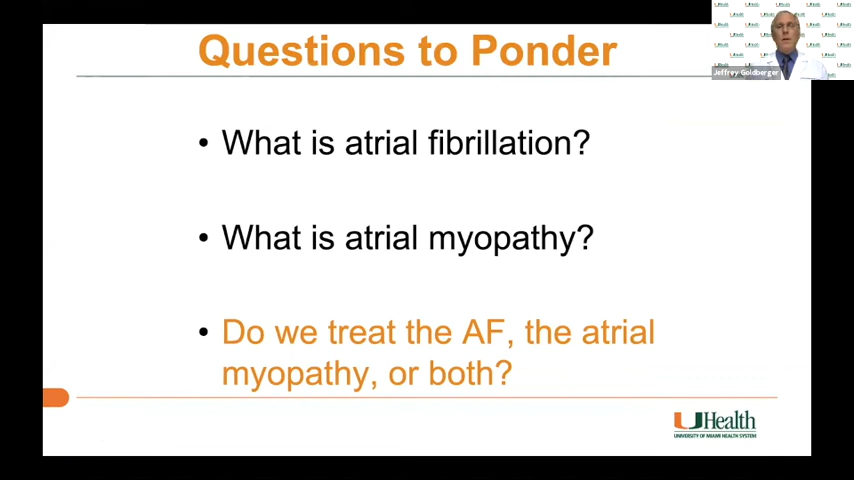 Questions to Ponder
Jeffrey Goldberger
• What is atrial fibrillation?
• What is atrial myopathy?
• Do we treat the AF, the atrial
myopathy, or both?
UHealth
UNIVERSITY OF MIAMI HEALTH SYSTEM